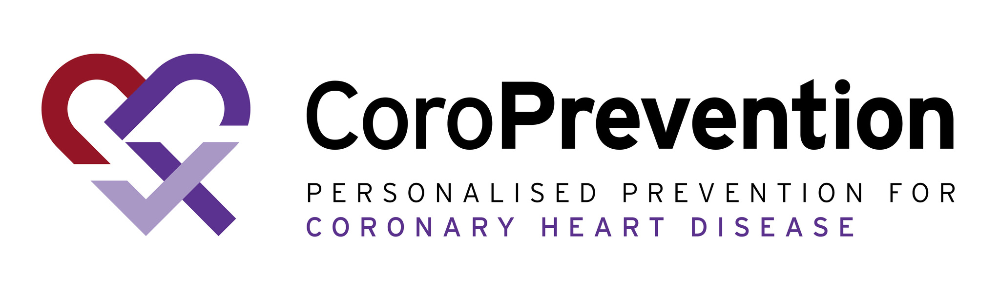 CoroPrevention
PERSONALISED PREVENTION FOR
CORONARY HEART DISEASE